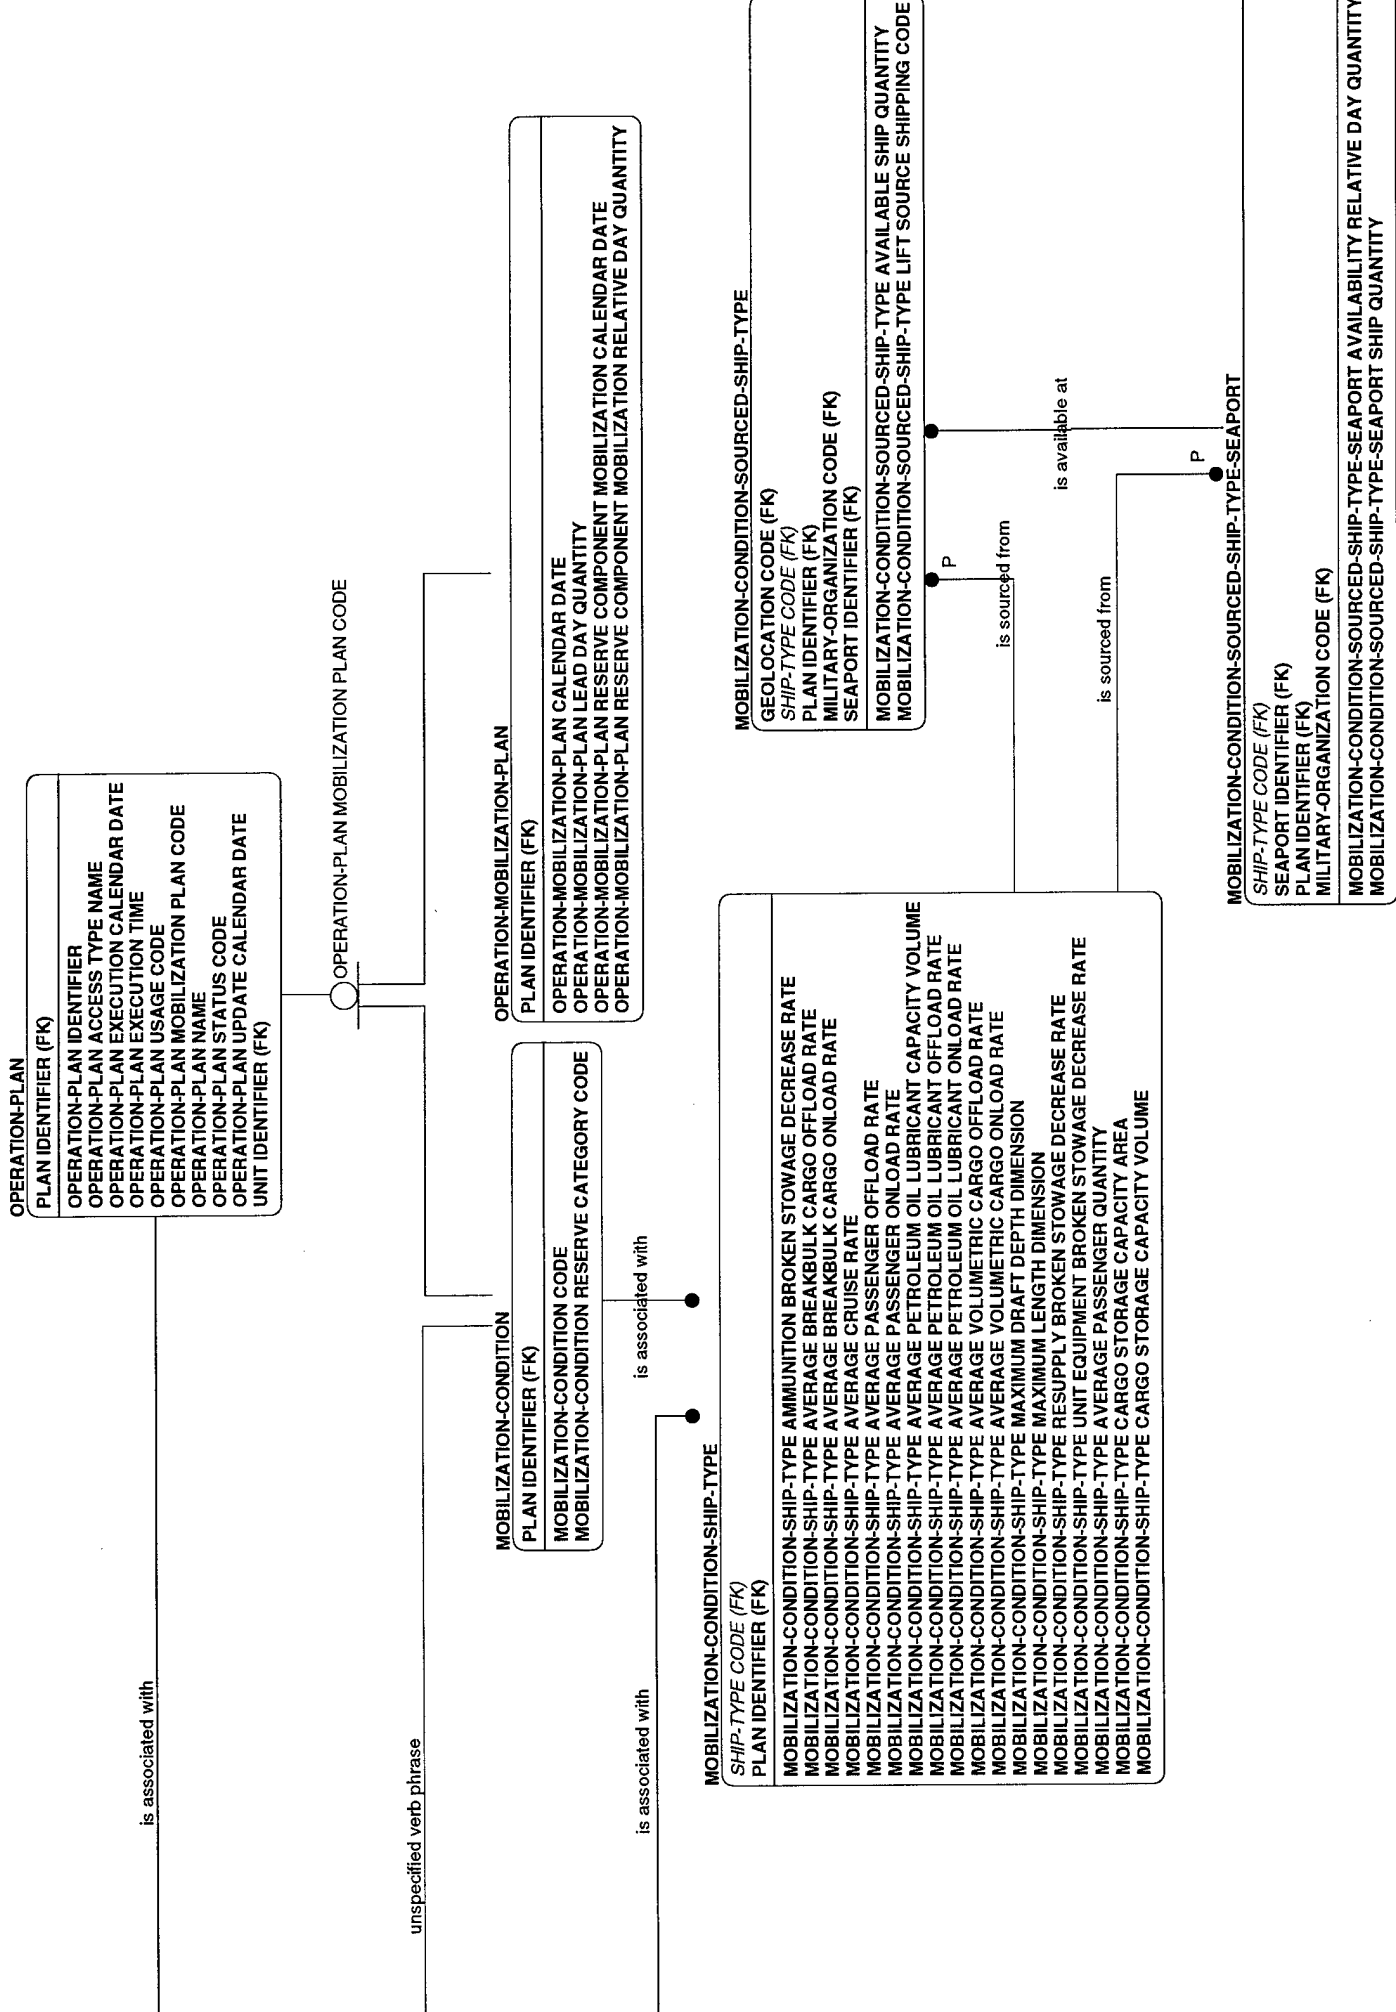 OPERATION-PLAN
PLAN IDENTIFIER (FK)
OPERATION-PLAN IDENTIFIER
OPERATION-PLAN ACCESS TYPE NAME
OPERATION-PLAN EXECUTION CALENDAR DATE
OPERATION-PLAN EXECUTION TIME
OPERATION-PLAN USAGE CODE
OPERATION-PLAN MOBILIZATION PLAN CODE
OPERATION-PLAN NAME
OPERATION-PLAN STATUS CODE
OPERATION-PLAN UPDATE CALENDAR DATE
UNIT IDENTIFIER (FK)
is associated with
OPERATION-PLAN MOBILIZATION PLAN CODE
unspecified verb phrase
MOBILIZATION-CONDITION
PLAN IDENTIFIER (FK)
MOBILIZATION-CONDITION CODE
MOBILIZATION-CONDITION RESERVE CATEGORY CODE
OPERATION-MOBILIZATION-PLAN
PLAN IDENTIFIER (FK)
OPERATION-MOBILIZATION-PLAN CALENDAR DATE
OPERATION-MOBILIZATION-PLAN LEAD DAY QUANTITY
OPERATION-MOBILIZATION-PLAN RESERVE COMPONENT MOBILIZATION CALENDAR DATE
OPERATION-MOBILIZATION-PLAN RESERVE COMPONENT MOBILIZATION RELATIVE DAY QUANTITY
is associated with
is associated with
MOBILIZATION-CONDITION-SHIP-TYPE
SHIP-TYPE CODE (FK)
PLAN IDENTIFIER (FK)
MOBILIZATION-CONDITION-SHIP-TYPE AMMUNITION BROKEN STOWAGE DECREASE RATE
MOBILIZATION-CONDITION-SHIP-TYPE AVERAGE BREAKBULK CARGO OFFLOAD RATE
MOBILIZATION-CONDITION-SHIP-TYPE AVERAGE BREAKBULK CARGO ONLOAD RATE
MOBILIZATION-CONDITION-SHIP-TYPE AVERAGE CRUISE RATE
MOBILIZATION-CONDITION-SHIP-TYPE AVERAGE PASSENGER OFFLOAD RATE
MOBILIZATION-CONDITION-SHIP-TYPE AVERAGE PASSENGER ONLOAD RATE
MOBILIZATION-CONDITION-SHIP-TYPE AVERAGE PETROLEUM OIL LUBRICANT CAPACITY VOLUME
MOBILIZATION-CONDITION-SHIP-TYPE AVERAGE PETROLEUM OIL LUBRICANT OFFLOAD RATE
MOBILIZATION-CONDITION-SHIP-TYPE AVERAGE PETROLEUM OIL LUBRICANT ONLOAD RATE
MOBILIZATION-CONDITION-SHIP-TYPE AVERAGE VOLUMETRIC CARGO OFFLOAD RATE
MOBILIZATION-CONDITION-SHIP-TYPE AVERAGE VOLUMETRIC CARGO ONLOAD RATE
MOBILIZATION-CONDITION-SHIP-TYPE MAXIMUM DRAFT DEPTH DIMENSION
MOBILIZATION-CONDITION-SHIP-TYPE MAXIMUM LENGTH DIMENSION
MOBILIZATION-CONDITION-SHIP-TYPE RESUPPLY BROKEN STOWAGE DECREASE RATE
MOBILIZATION-CONDITION-SHIP-TYPE UNIT EQUIPMENT BROKEN STOWAGE DECREASE RATE
MOBILIZATION-CONDITION-SHIP-TYPE AVERAGE PASSENGER QUANTITY
MOBILIZATION-CONDITION-SHIP-TYPE CARGO STORAGE CAPACITY AREA
MOBILIZATION-CONDITION-SHIP-TYPE CARGO STORAGE CAPACITY VOLUME
MOBILIZATION-CONDITION-SOURCED-SHIP-TYPE
GEOLOCATION CODE (FK)
SHIP-TYPE CODE (FK)
PLAN IDENTIFIER (FK)
MILITARY-ORGANIZATION CODE (FK)
SEAPORT IDENTIFIER (FK)
MOBILIZATION-CONDITION-SOURCED-SHIP-TYPE AVAILABLE SHIP QUANTITY
MOBILIZATION-CONDITION-SOURCED-SHIP-TYPE LIFT SOURCE SHIPPING CODE
P
is sourced from
is available at
is sourced from
P
MOBILIZATION-CONDITION-SOURCED-SHIP-TYPE-SEAPORT
SHIP-TYPE CODE (FK)
SEAPORT IDENTIFIER (FK)
PLAN IDENTIFIER (FK)
MILITARY-ORGANIZATION CODE (FK)
MOBILIZATION-CONDITION-SOURCED-SHIP-TYPE-SEAPORT AVAILABILITY RELATIVE DAY QUANTITY
MOBILIZATION-CONDITION-SOURCED-SHIP-TYPE-SEAPORT SHIP QUANTITY